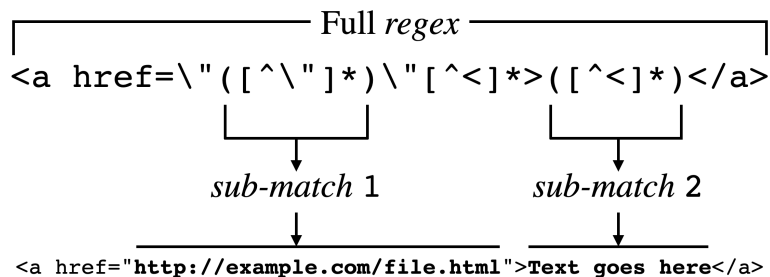 Full regex
<a href=\"([^\"]*)\"[^<]*>([^<]*)</a>
sub-match 1 sub-match 2
<a href="http://example.com/file.html">Text goes here</a>